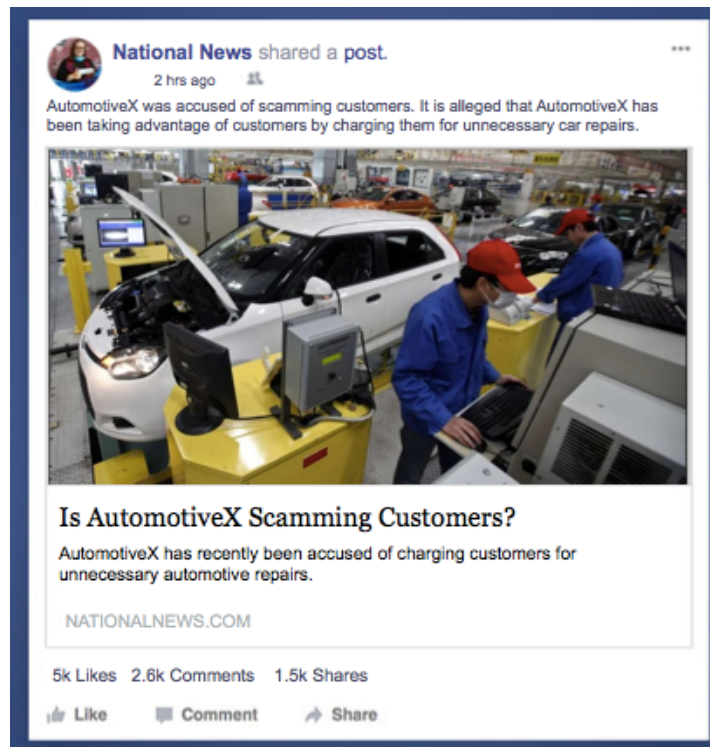 National News shared a post.
2 hrs ago
AutomotiveX was accused of scamming customers. It is alleged that AutomotiveX has
been taking advantage of customers by charging them for unnecessary car repairs.
Is AutomotiveX Scamming Customers?
AutomotiveX has recently been accused of charging customers for
unnecessary automotive repairs.
NATIONALNEWS.COM
5k Likes 2.6k Comments 1.5k Shares
Like Comment Share